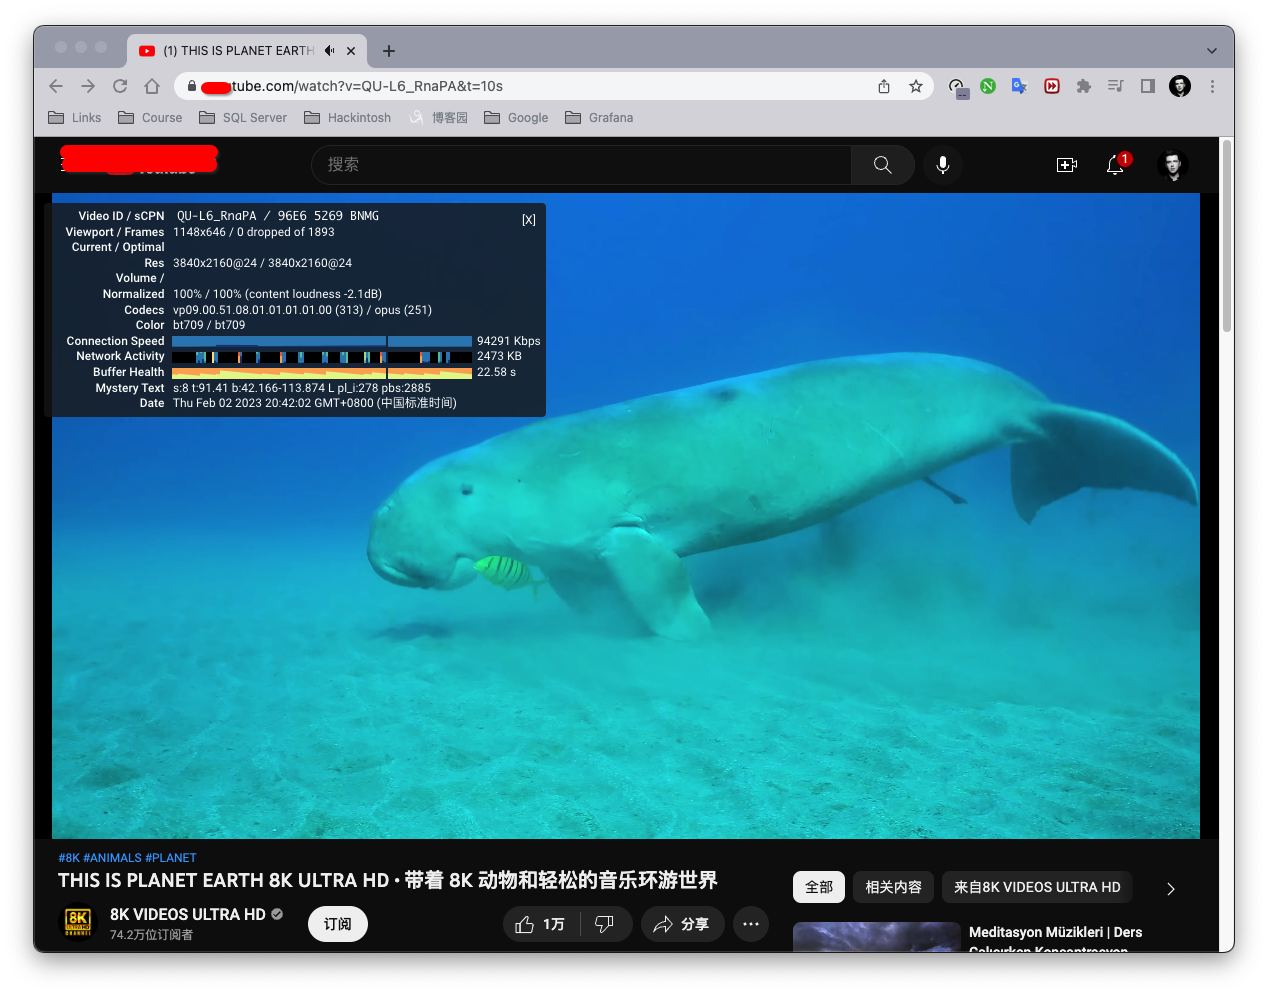 (1) THIS IS PLANET EARTH
tube.com/watch?v=QU-L6_RnaPA&t=10s
Links Course SQL Server Hackintosh 博客园 Google Grafana
搜索
1
Video ID / sCPN QU-L6_RnaPA / 96E6 5269 BNMG [X]
Viewport / Frames 1148x646 / 0 dropped of 1893
Current / Optimal
Res 3840x2160@24 / 3840x2160@24
Volume /
Normalized 100% / 100% (content loudness -2.1dB)
Codecs vp09.00.51.08.01.01.01.01.00 (313) / opus (251)
Color bt709 / bt709
Connection Speed 94291 Kbps
Network Activity 2473 KB
Buffer Health 22.58 s
Mystery Text s:8 t:91.41 b:42.166-113.874 L pl_i:278 pbs:2885
Date Thu Feb 02 2023 20:42:02 GMT+0800 (中国标准时间)
#8K #ANIMALS #PLANET
THIS IS PLANET EARTH 8K ULTRA HD • 带着 8K 动物和轻松的音乐环游世界
8K VIDEOS ULTRA HD
74.2万位订阅者
订阅
1万
分享
全部 相关内容 来自8K VIDEOS ULTRA HD
Meditasyon Müzikleri | Ders